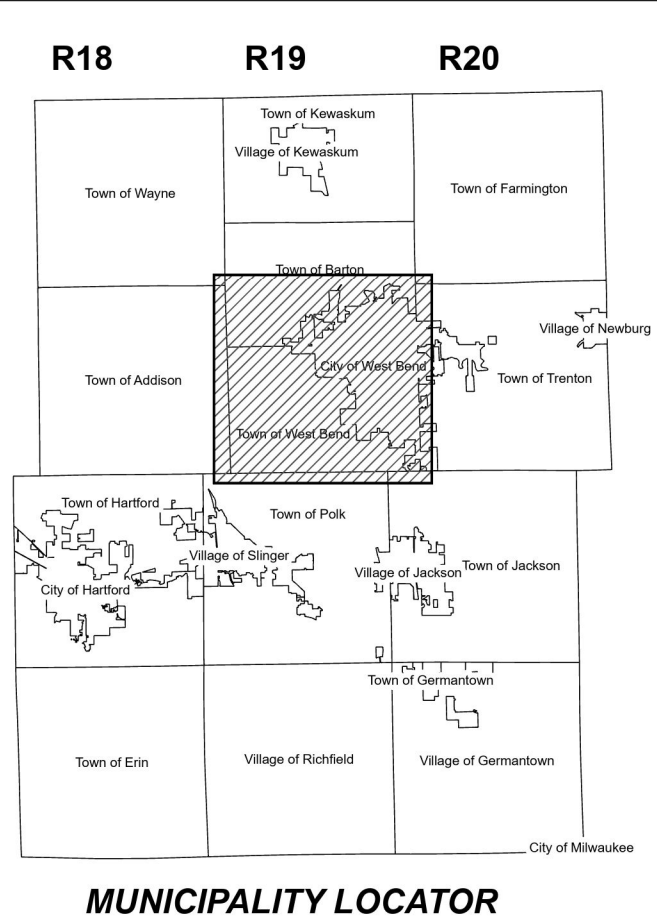 R18 R19 R20
Town of Kewaskum
Village of Kewaskum
Town of Wayne
Town of Farmington
Town of Barton
Village of Newburg
City of West Bend
Town of Addison
Town of Trenton
Town of West Bend
Town of Hartford
Town of Polk
Village of Slinger
Town of Jackson
Village of Jackson
City of Hartford
Town of Germantown
Town of Erin
Village of Richfield
Village of Germantown
City of Milwaukee
MUNICIPALITY LOCATOR